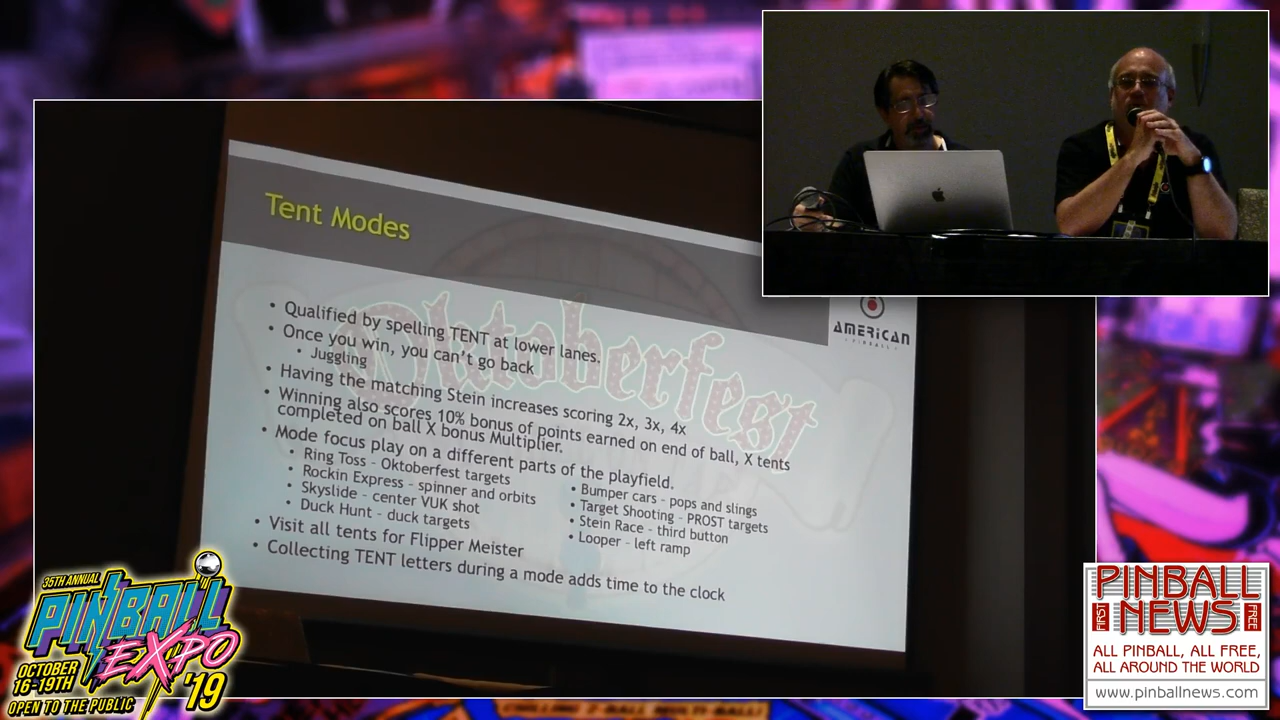 Tent Modes
AMERICAN
PINBALL
Oktoberfest
• Qualified by spelling TENT at lower lanes.
• Once you win, you can't go back
• Juggling
• Having the matching Stein increases scoring 2x, 3x, 4x
• Winning also scores 10% bonus of points earned on end of ball, X tents
completed on ball X bonus Multiplier.
• Mode focus play on a different parts of the playfield.
• Ring Toss - Oktoberfest targets
• Rockin Express - spinner and orbits
• Skyslide - center VUK shot
• Duck Hunt - duck targets
• Bumper cars - pops and slings
• Target Shooting - PROST targets
• Stein Race - third button
• Looper - left ramp
• Visit all tents for Flipper Meister
• Collecting TENT letters during a mode adds time to the clock
35TH ANNUAL
PINBALL
EXPO
OCTOBER
16-19TH
'19
OPEN TO THE PUBLIC
PINBALL
FIRST NEWS FREE
ALL PINBALL, ALL FREE,
ALL AROUND THE WORLD
www.pinballnews.com